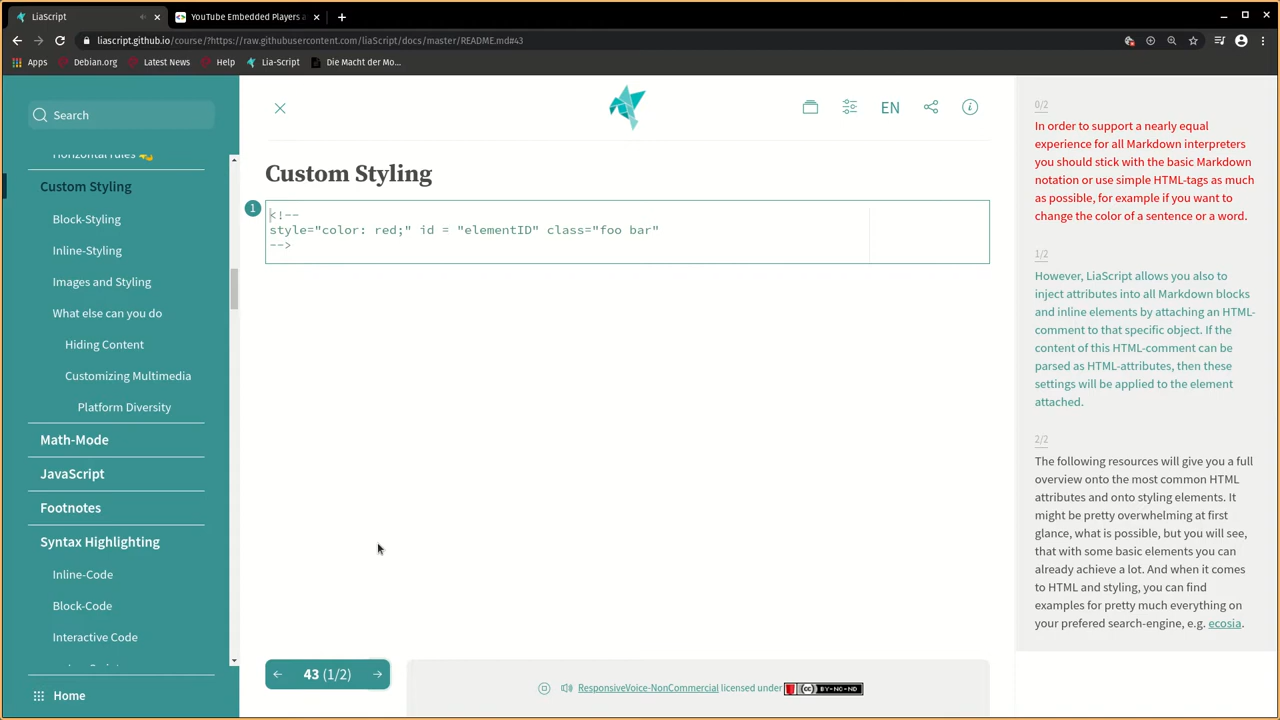 LiaScript
YouTube Embedded Players a
liascript.github.io/course/?https://raw.githubusercontent.com/liaScript/docs/master/README.md#43
Apps
Debian.org
Latest News
Help
Lia-Script
Die Macht der Mo...
Search
Horizontal rules 💫
Custom Styling
Block-Styling
Inline-Styling
Images and Styling
What else can you do
Hiding Content
Customizing Multimedia
Platform Diversity
Math-Mode
JavaScript
Footnotes
Syntax Highlighting
Inline-Code
Block-Code
Interactive Code
Home
EN
Custom Styling
1
<!--
style="color: red;" id = "elementID" class="foo bar"
-->
43 (1/2)
ResponsiveVoice-NonCommercial licensed under
BY-NC-ND
0/2
In order to support a nearly equal
experience for all Markdown interpreters
you should stick with the basic Markdown
notation or use simple HTML-tags as much
as possible, for example if you want to
change the color of a sentence or a word.
1/2
However, LiaScript allows you also to
inject attributes into all Markdown blocks
and inline elements by attaching an HTML-
comment to that specific object. If the
content of this HTML-comment can be
parsed as HTML-attributes, then these
settings will be applied to the element
attached.
2/2
The following resources will give you a full
overview onto the most common HTML
attributes and onto styling elements. It
might be pretty overwhelming at first
glance, what is possible, but you will see,
that with some basic elements you can
already achieve a lot. And when it comes
to HTML and styling, you can find
examples for pretty much everything on
your prefered search-engine, e.g. ecosia.